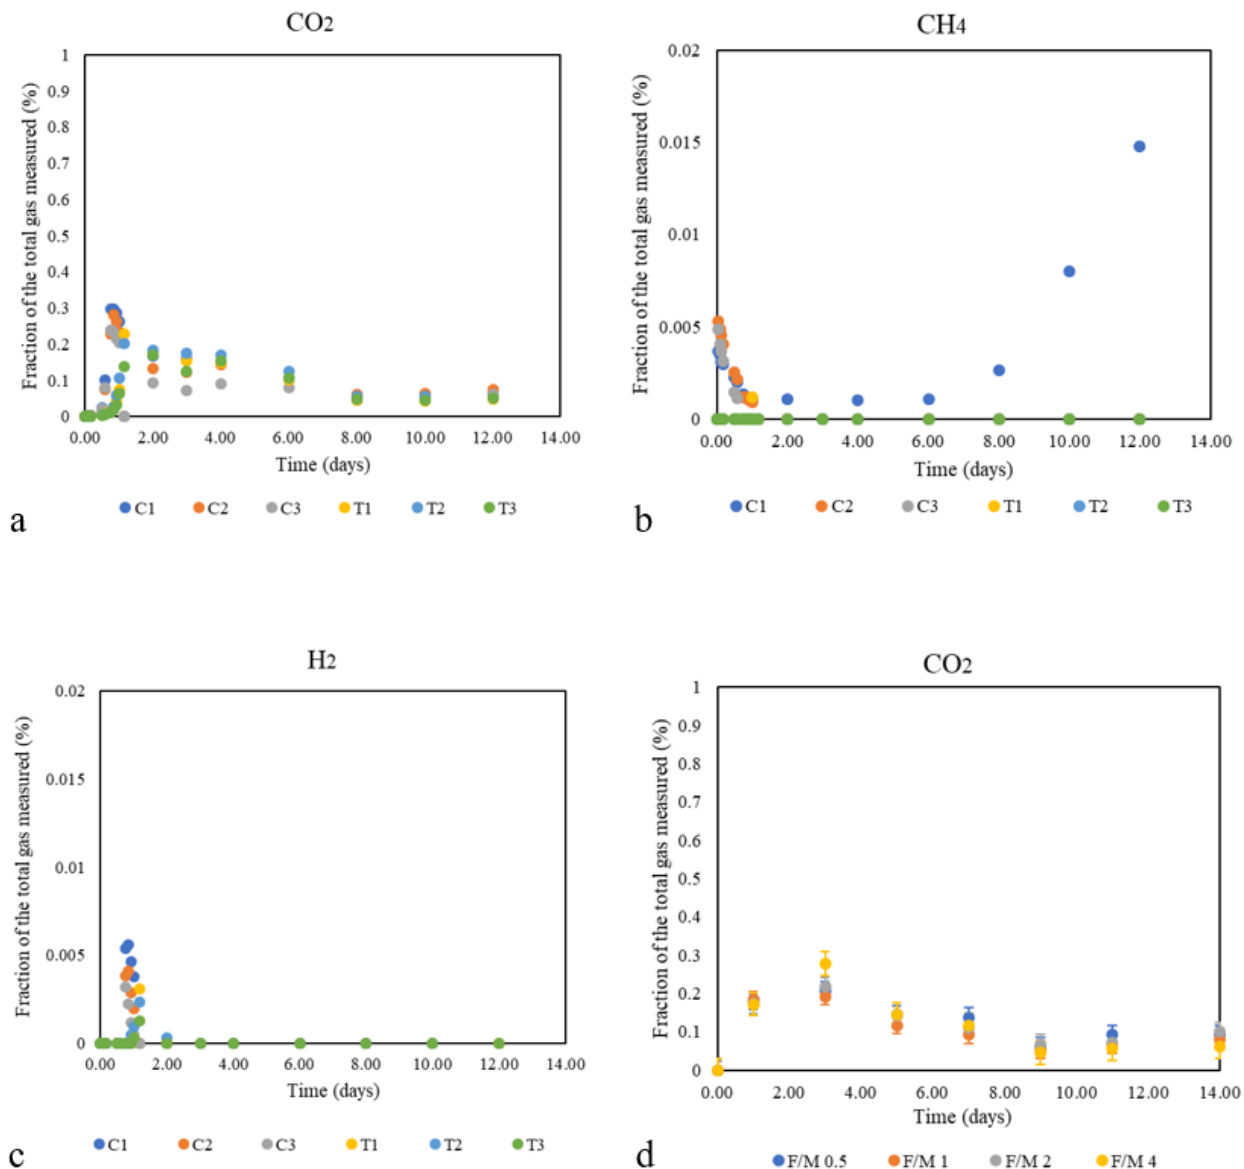 CO2
Fraction of the total gas measured (%)
1
0.9
0.8
0.7
0.6
0.5
0.4
0.3
0.2
0.1
0
0.00 2.00 4.00 6.00 8.00 10.00 12.00 14.00
Time (days)
C1 C2 C3 T1 T2 T3
a
CH4
Fraction of the total gas measured (%)
0.02
0.015
0.01
0.005
0
0.00 2.00 4.00 6.00 8.00 10.00 12.00 14.00
Time (days)
C1 C2 C3 T1 T2 T3
b
H2
Fraction of the total gas measured (%)
0.02
0.015
0.01
0.005
0
0.00 2.00 4.00 6.00 8.00 10.00 12.00 14.00
Time (days)
C1 C2 C3 T1 T2 T3
c
CO2
Fraction of the total gas measured (%)
1
0.9
0.8
0.7
0.6
0.5
0.4
0.3
0.2
0.1
0
0.00 2.00 4.00 6.00 8.00 10.00 12.00 14.00
Time (days)
F/M 0.5 F/M 1 F/M 2 F/M 4
d